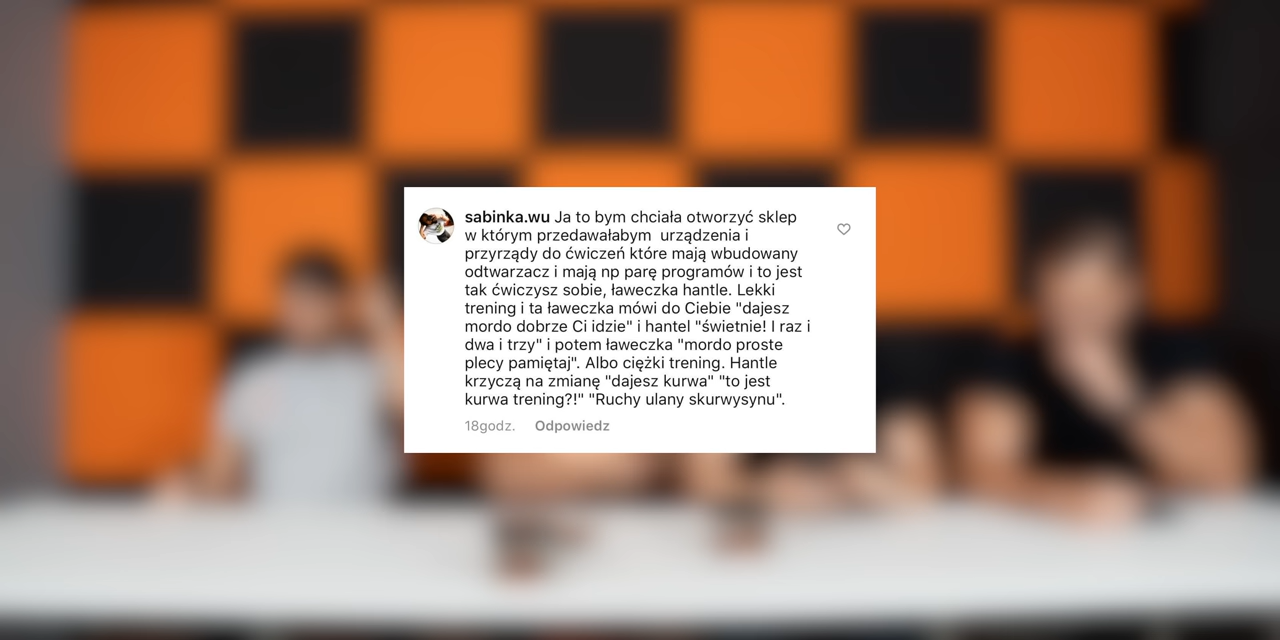 sabinka.wu Ja to bym chciała otworzyć sklep
w którym przedawałabym  urządzenia i
przyrządy do ćwiczeń które mają wbudowany
odtwarzacz i mają np parę programów i to jest
tak ćwiczysz sobie, ławeczka hantle. Lekki
trening i ta ławeczka mówi do Ciebie "dajesz
mordo dobrze Ci idzie" i hantel "świetnie! I raz i
dwa i trzy" i potem ławeczka "mordo proste
plecy pamiętaj". Albo ciężki trening. Hantle
krzyczą na zmianę "dajesz kurwa" "to jest
kurwa trening?!" "Ruchy ulany skurwysynu".
18godz. Odpowiedz